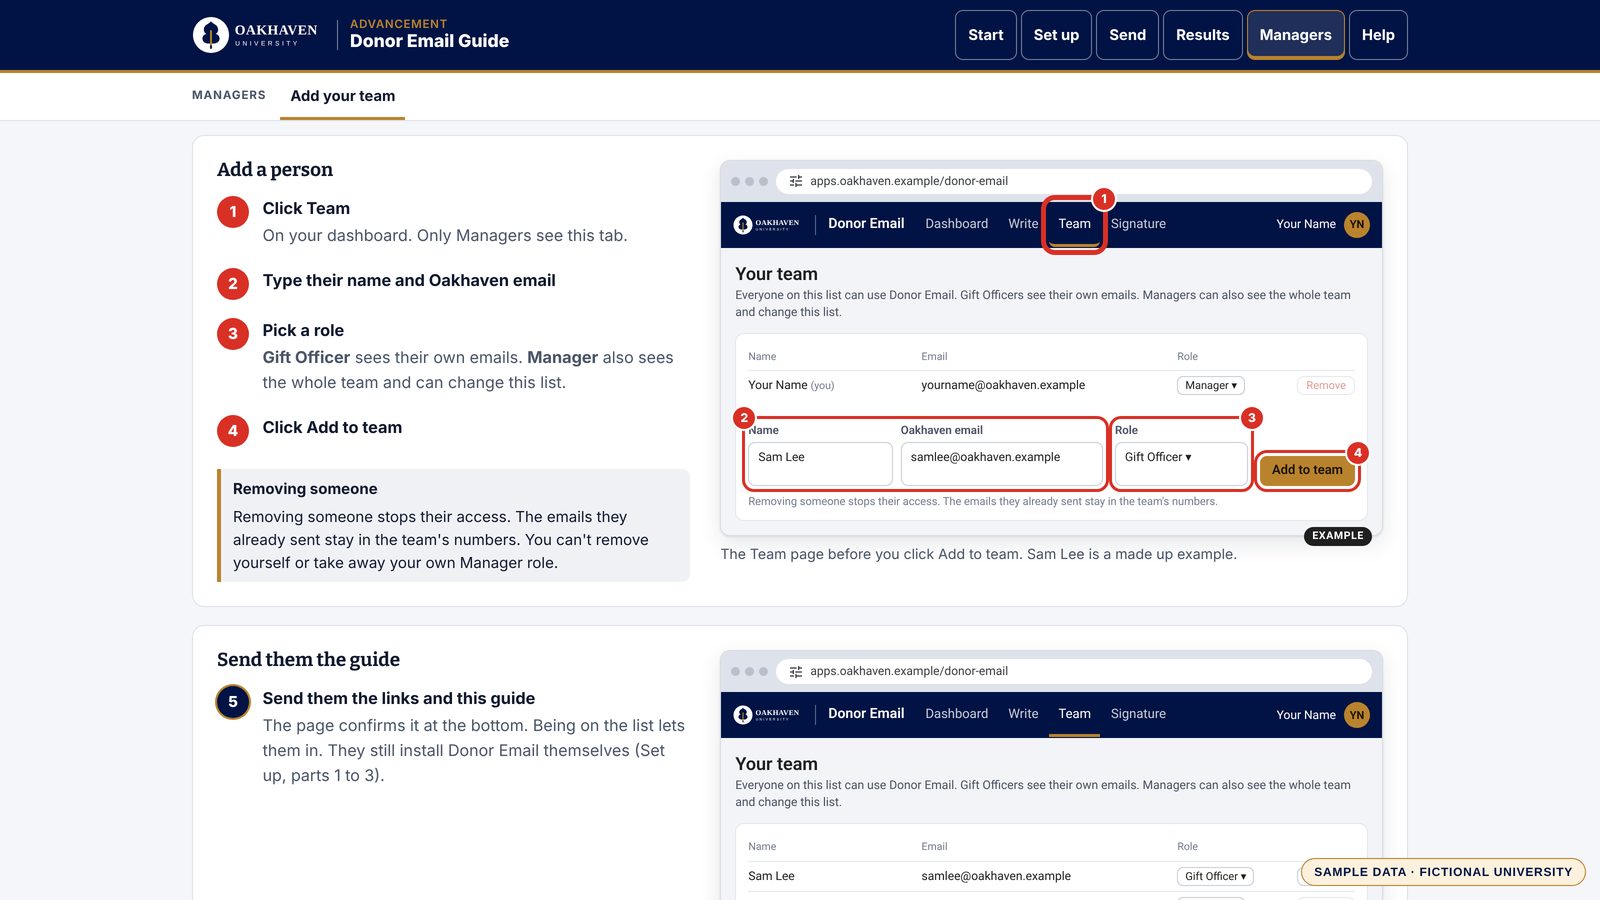 OAKHAVEN
UNIVERSITY
ADVANCEMENT
Donor Email Guide
Start
Set up
Send
Results
Managers
Help
MANAGERS
Add your team
Add a person
1
Click Team
On your dashboard. Only Managers see this tab.
2
Type their name and Oakhaven email
3
Pick a role
Gift Officer sees their own emails. Manager also sees
the whole team and can change this list.
4
Click Add to team
Removing someone
Removing someone stops their access. The emails they
already sent stay in the team's numbers. You can't remove
yourself or take away your own Manager role.
apps.oakhaven.example/donor-email
1
OAKHAVEN
UNIVERSITY
Donor Email
Dashboard
Write
Team
Signature
Your Name
YN
Your team
Everyone on this list can use Donor Email. Gift Officers see their own emails. Managers can also see the whole team
and change this list.
Name
Email
Role
Your Name (you)
yourname@oakhaven.example
Manager ▾
Remove
2
3
Name
Oakhaven email
Role
4
Sam Lee
samlee@oakhaven.example
Gift Officer ▾
Add to team
Removing someone stops their access. The emails they already sent stay in the team's numbers.
EXAMPLE
The Team page before you click Add to team. Sam Lee is a made up example.
Send them the guide
5
Send them the links and this guide
The page confirms it at the bottom. Being on the list lets
them in. They still install Donor Email themselves (Set
up, parts 1 to 3).
apps.oakhaven.example/donor-email
OAKHAVEN
UNIVERSITY
Donor Email
Dashboard
Write
Team
Signature
Your Name
YN
Your team
Everyone on this list can use Donor Email. Gift Officers see their own emails. Managers can also see the whole team
and change this list.
Name
Email
Role
Sam Lee
samlee@oakhaven.example
Gift Officer ▾
SAMPLE DATA · FICTIONAL UNIVERSITY